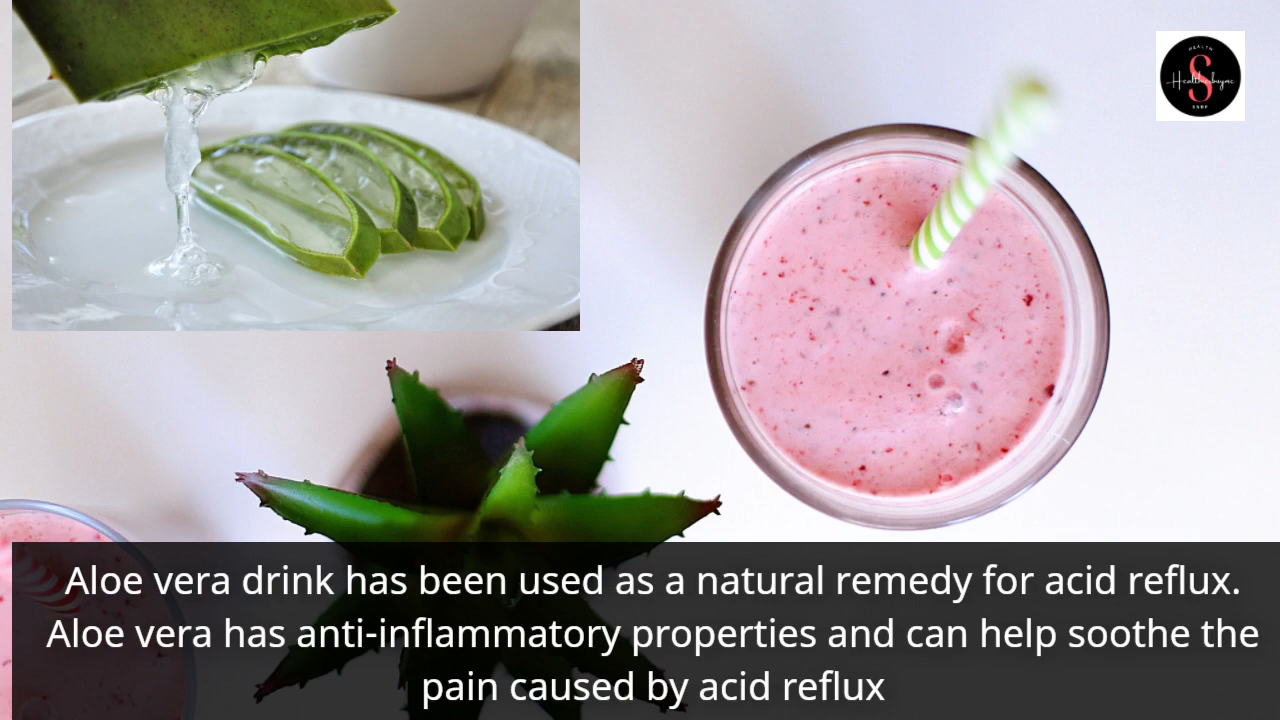 HEALTH
S
Aloe vera drink has been used as a natural remedy for acid reflux.
Aloe vera has anti-inflammatory properties and can help soothe the
pain caused by acid reflux